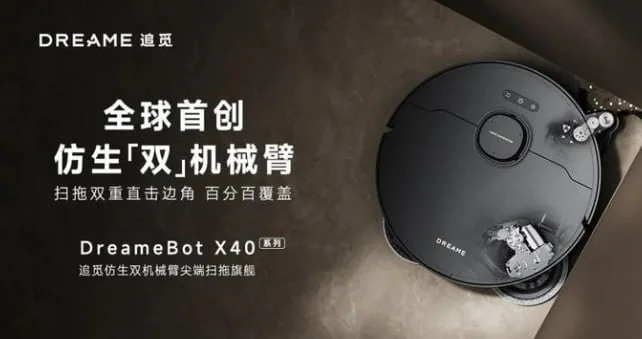 DREAME 追觅
全球首创
仿生「双」机械臂
扫拖双重直击边角 百分百覆盖
DreameBot X40 系列
追觅仿生双机械臂尖端扫拖旗舰
DREAME